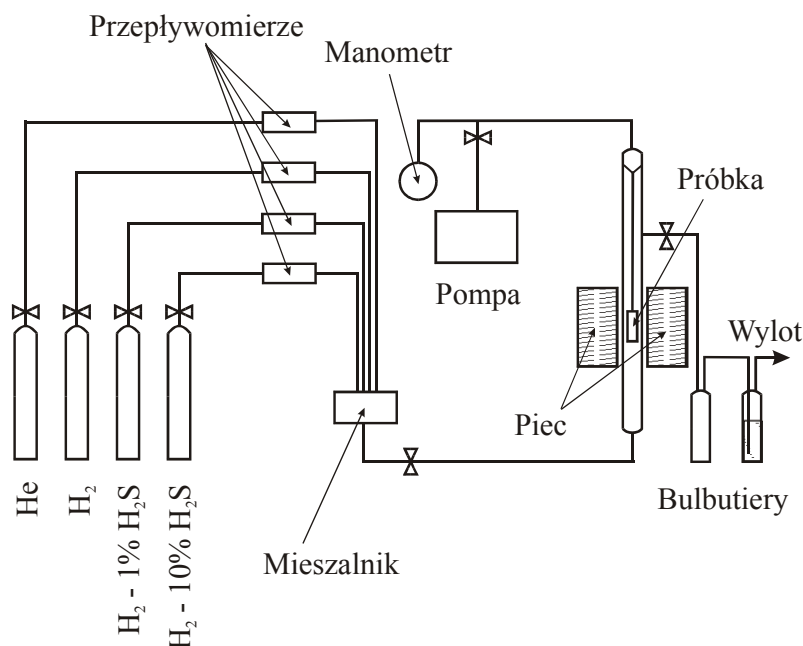 Przepływomierze
Manometr
Próbka
Pompa
Wylot
Piec
Bulbutiery
Mieszalnik
He
H₂
H₂ - 1% H₂S
H₂ - 10% H₂S